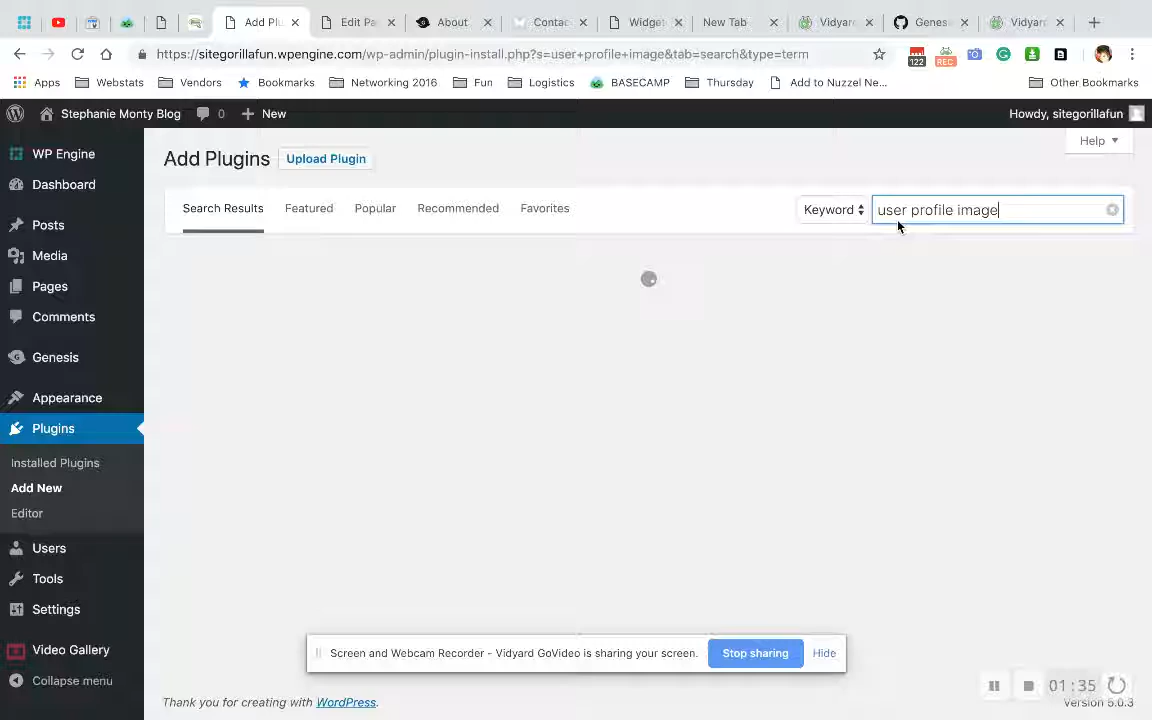 Add Plu Edit Pa About Contac Widget New Tab Vidyard Genes Vidyard
https://sitegorillafun.wpengine.com/wp-admin/plugin-install.php?s=user+profile+image&tab=search&type=term
122 REC
Apps Webstats Vendors Bookmarks Networking 2016 Fun Logistics BASECAMP Thursday Add to Nuzzel Ne... Other Bookmarks
Stephanie Monty Blog 0 New Howdy, sitegorillafun
Help
WP Engine
Add Plugins Upload Plugin
Dashboard
Search Results Featured Popular Recommended Favorites Keyword user profile image
Posts
Media
Pages
Comments
Genesis
Appearance
Plugins
Installed Plugins
Add New
Editor
Users
Tools
Settings
Video Gallery
Screen and Webcam Recorder - Vidyard GoVideo is sharing your screen. Stop sharing Hide
Collapse menu
01:35
Thank you for creating with WordPress. Version 5.0.3